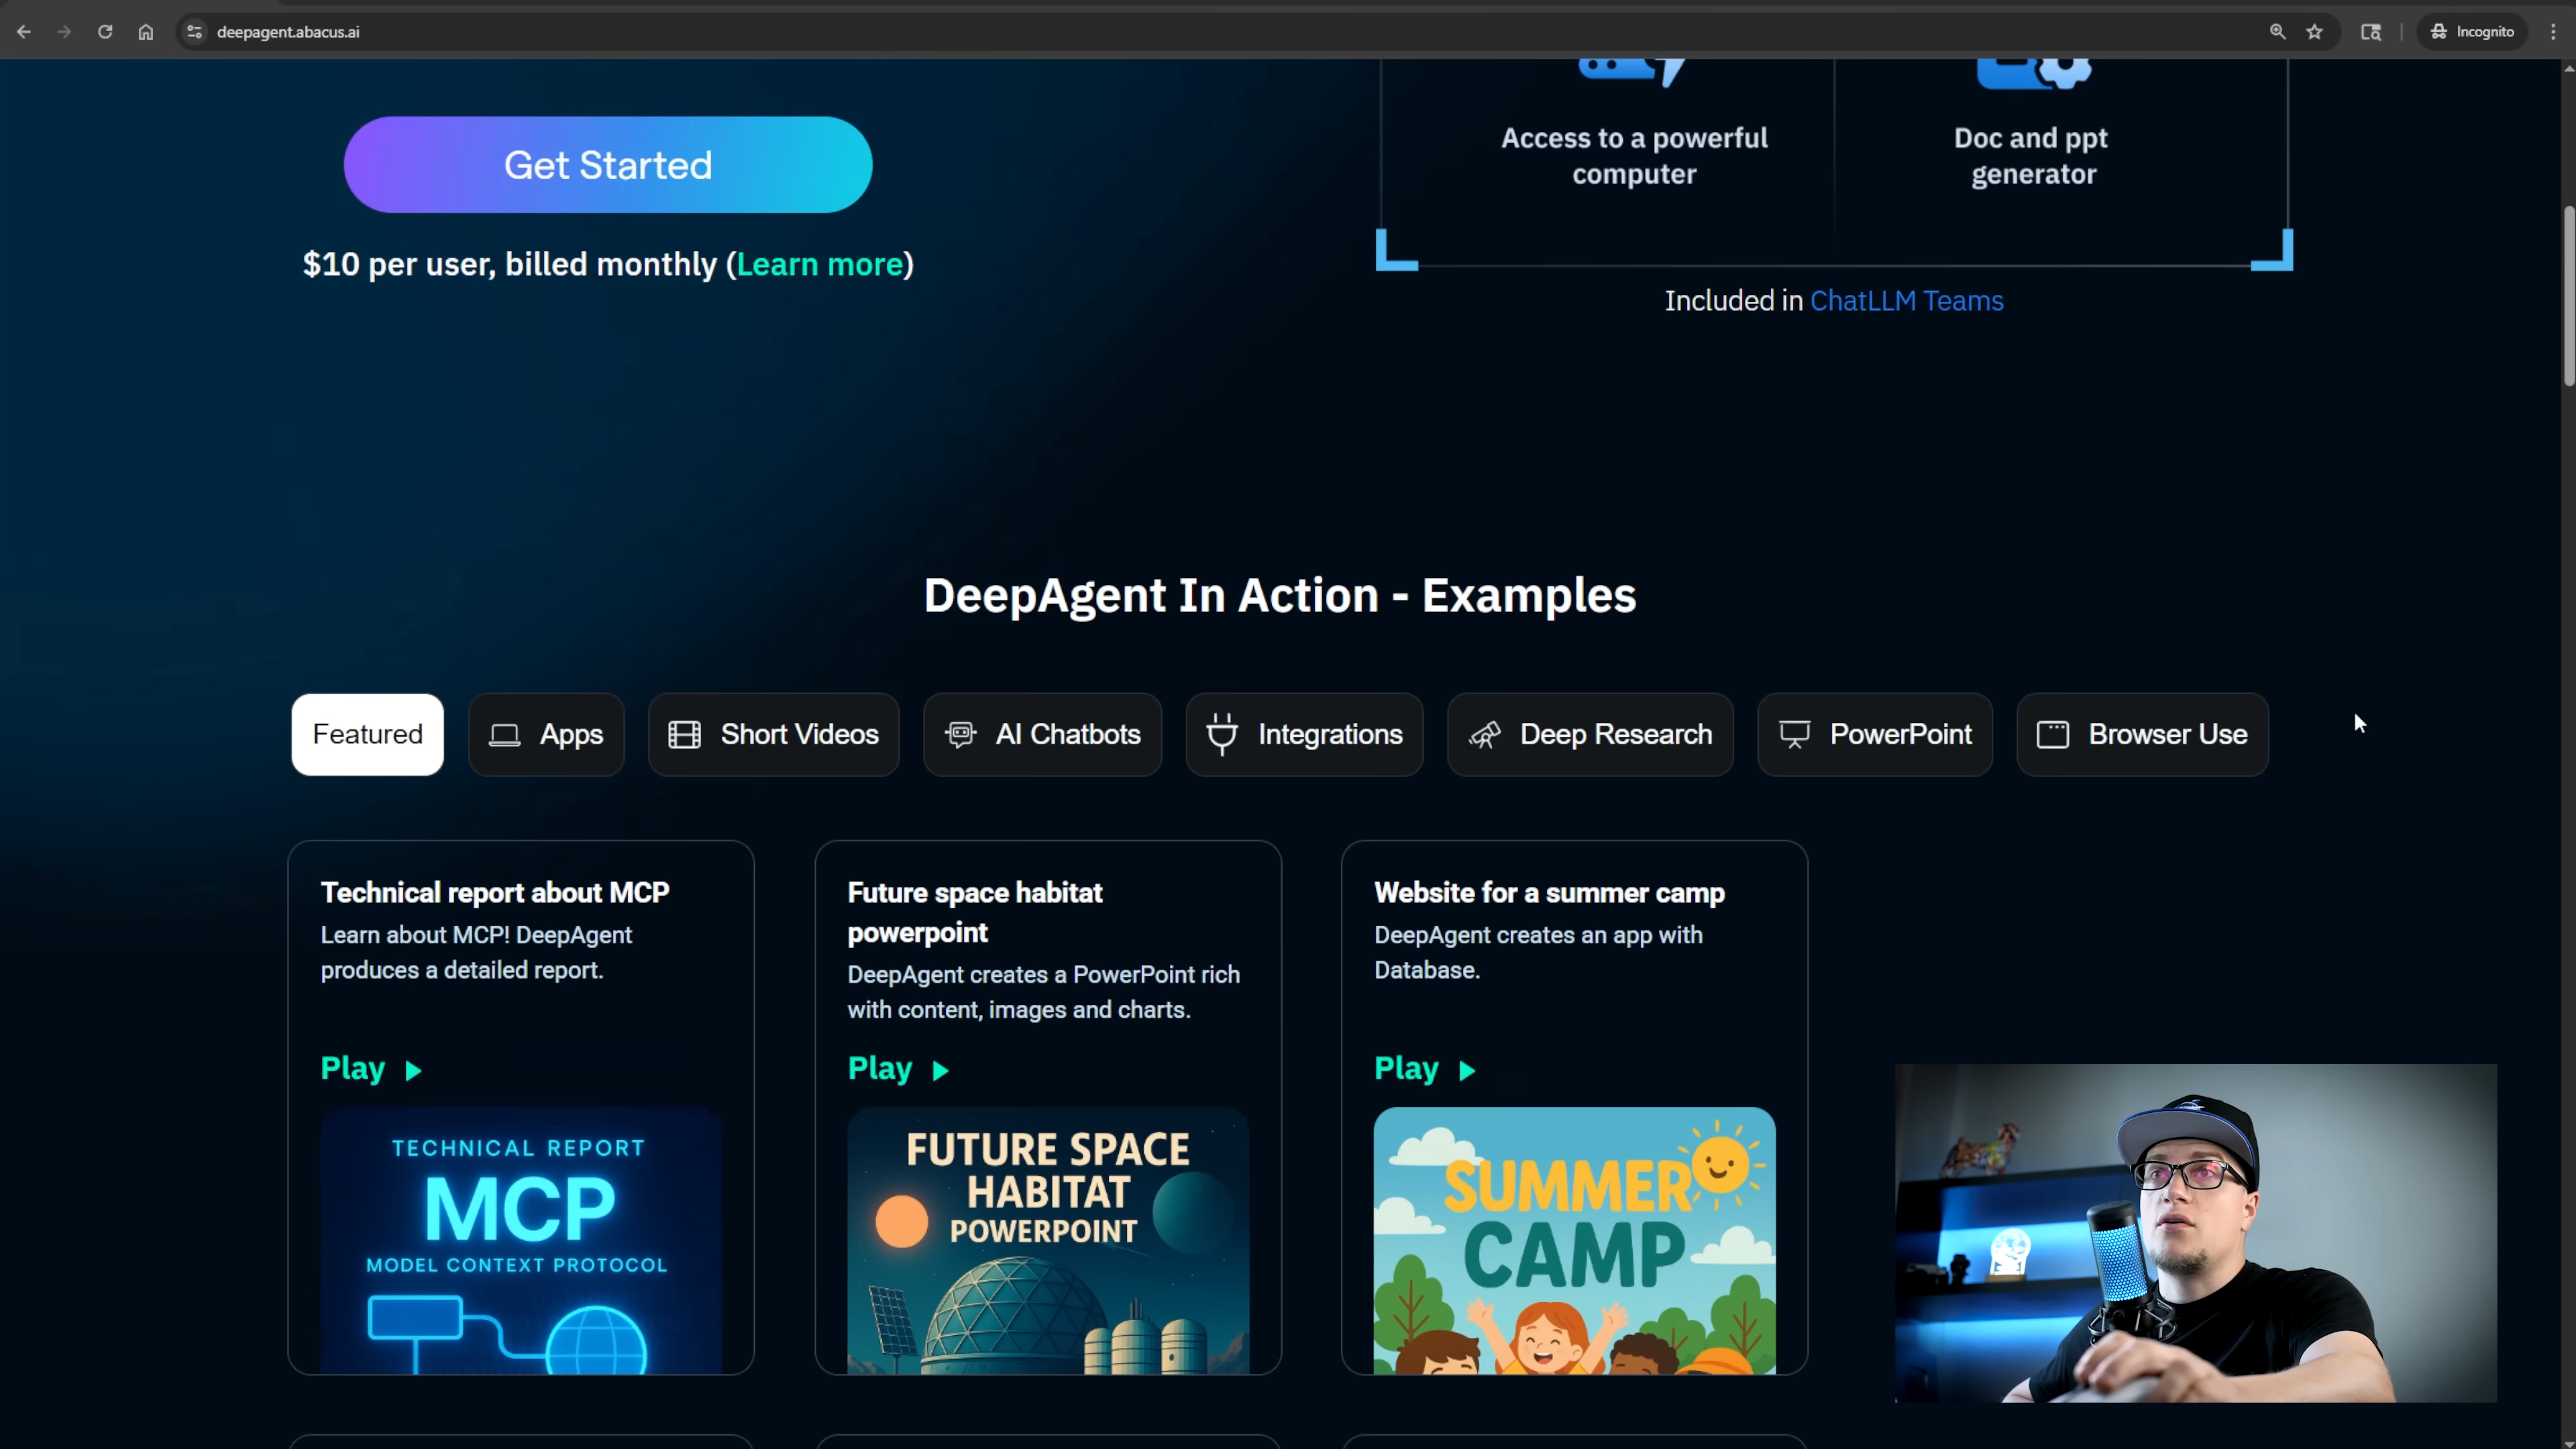 deepagent.abacus.ai
Incognito
Get Started
$10 per user, billed monthly (Learn more)
Access to a powerful
computer
Doc and ppt
generator
Included in ChatLLM Teams
DeepAgent In Action - Examples
Featured
Apps
Short Videos
AI Chatbots
Integrations
Deep Research
PowerPoint
Browser Use
Technical report about MCP
Learn about MCP! DeepAgent
produces a detailed report.
Play
TECHNICAL REPORT
MCP
MODEL CONTEXT PROTOCOL
Future space habitat
powerpoint
DeepAgent creates a PowerPoint rich
with content, images and charts.
Play
FUTURE SPACE
HABITAT
POWERPOINT
Website for a summer camp
DeepAgent creates an app with
Database.
Play
SUMMER
CAMP